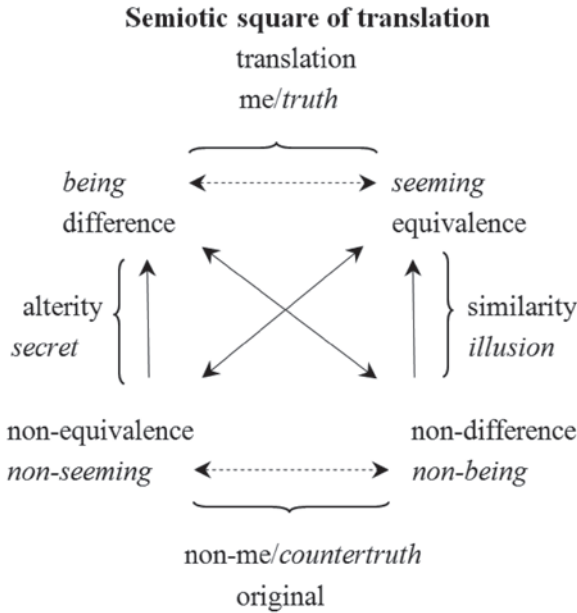 Semiotic square of translation
translation
me/truth
being
seeming
difference
equivalence
alterity
similarity
secret
illusion
non-equivalence
non-difference
non-seeming
non-being
non-me/countertruth
original